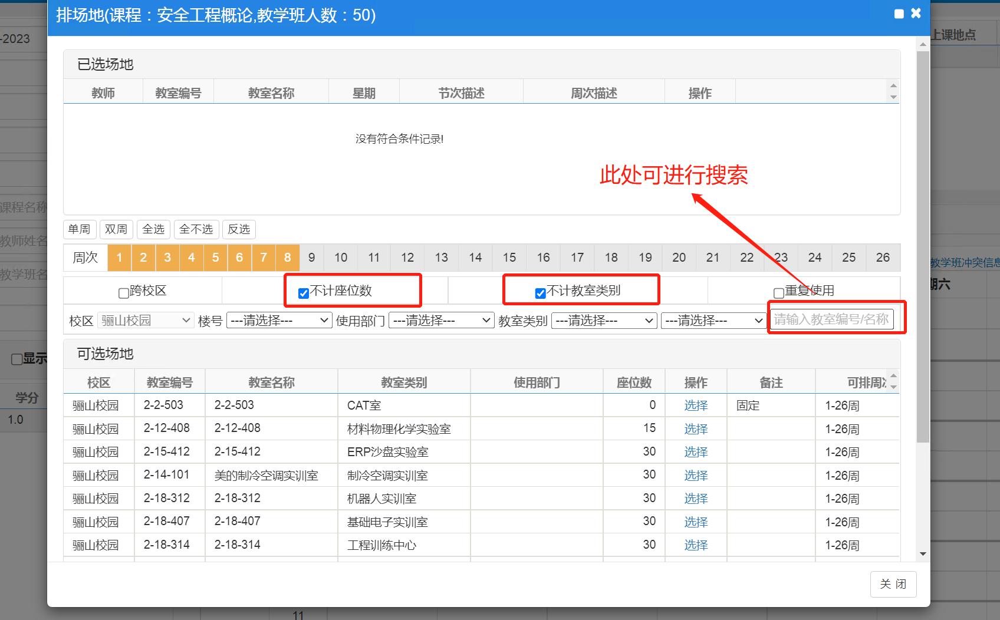 排场地(课程：安全工程概论,教学班人数：50)
-2023
上课地点
已选场地
教师 教室编号 教室名称 星期 节次描述 周次描述 操作
没有符合条件记录!
此处可进行搜索
课程名称
教师姓名
教学班名
单周 双周 全选 全不选 反选
周次 1 2 3 4 5 6 7 8 9 10 11 12 13 14 15 16 17 18 19 20 21 22 23 24 25 26
教学班冲突信息
期六
跨校区 不计座位数 不计教室类别 重复使用
校区 骊山校园 楼号 ---请选择--- 使用部门 ---请选择--- 教室类别 ---请选择--- ---请选择--- 请输入教室编号/名称
显示
学分
1.0
可选场地
校区 教室编号 教室名称 教室类别 使用部门 座位数 操作 备注 可排周次
骊山校园 2-2-503 2-2-503 CAT室 0 选择 固定 1-26周
骊山校园 2-12-408 2-12-408 材料物理化学实验室 15 选择 1-26周
骊山校园 2-15-412 2-15-412 ERP沙盘实验室 30 选择 1-26周
骊山校园 2-14-101 美的制冷空调实训室 制冷空调实训室 30 选择 1-26周
骊山校园 2-18-312 2-18-312 机器人实训室 30 选择 1-26周
骊山校园 2-18-407 2-18-407 基础电子实训室 30 选择 1-26周
骊山校园 2-18-314 2-18-314 工程训练中心 30 选择 1-26周
关 闭
11